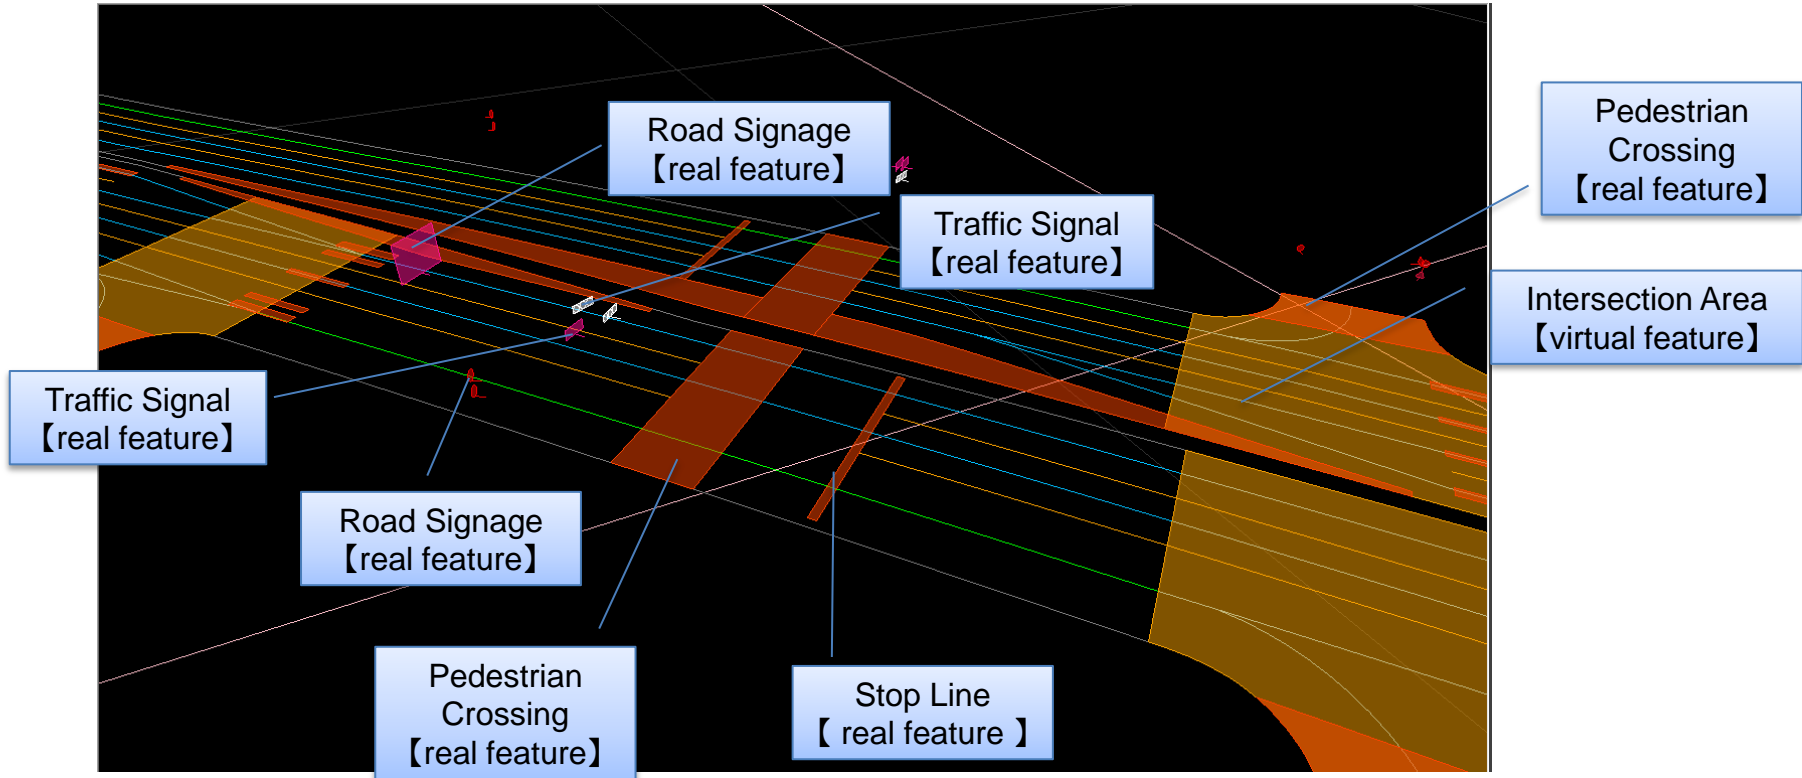 Road Signage
【real feature】
Pedestrian
Crossing
【real feature】
Traffic Signal
【real feature】
Intersection Area
【virtual feature】
Traffic Signal
【real feature】
Road Signage
【real feature】
Pedestrian
Crossing
【real feature】
Stop Line
【 real feature 】